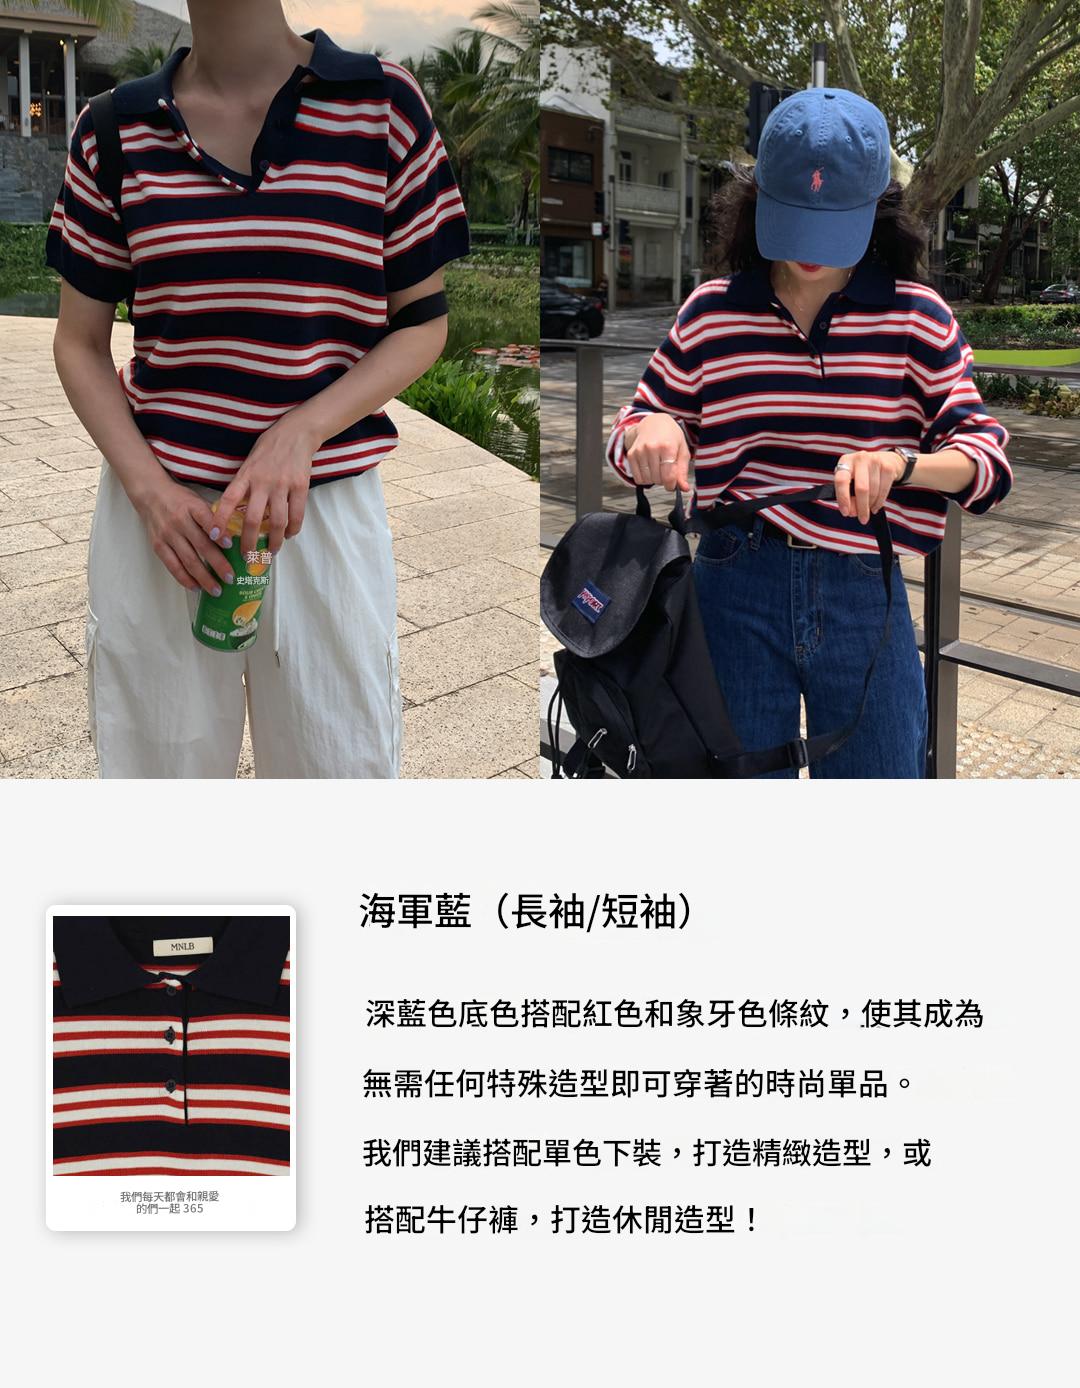 萊普
史塔克斯
SOUR CREAM
& ONION
海軍藍（長袖/短袖）
MNLB
深藍色底色搭配紅色和象牙色條紋，使其成為
無需任何特殊造型即可穿著的時尚單品。
我們建議搭配單色下裝，打造精緻造型，或
搭配牛仔褲，打造休閒造型！
我們每天都會和親愛
的們一起 365